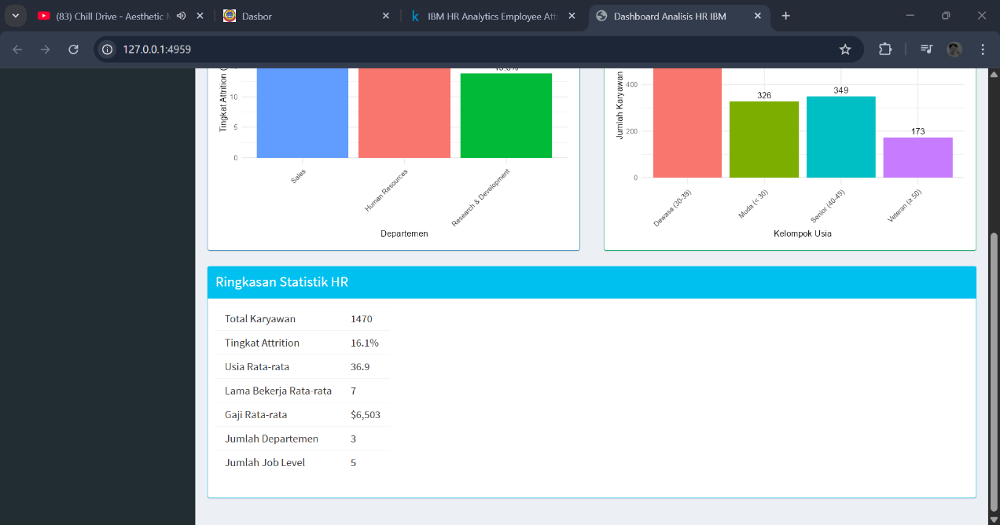 (83) Chill Drive - Aesthetic
Dasbor
IBM HR Analytics Employee Att
Dashboard Analisis HR IBM
127.0.0.1:4959
Tingkat Attrition (
10
5
0
Sales
Human Resources
Research & Development
Departemen
Jumlah Karyawan
400
200
0
326
349
173
Dewasa (30-39)
Muda (< 30)
Senior (40-49)
Veteran (≥ 50)
Kelompok Usia
Ringkasan Statistik HR
Total Karyawan 1470
Tingkat Attrition 16.1%
Usia Rata-rata 36.9
Lama Bekerja Rata-rata 7
Gaji Rata-rata $6,503
Jumlah Departemen 3
Jumlah Job Level 5